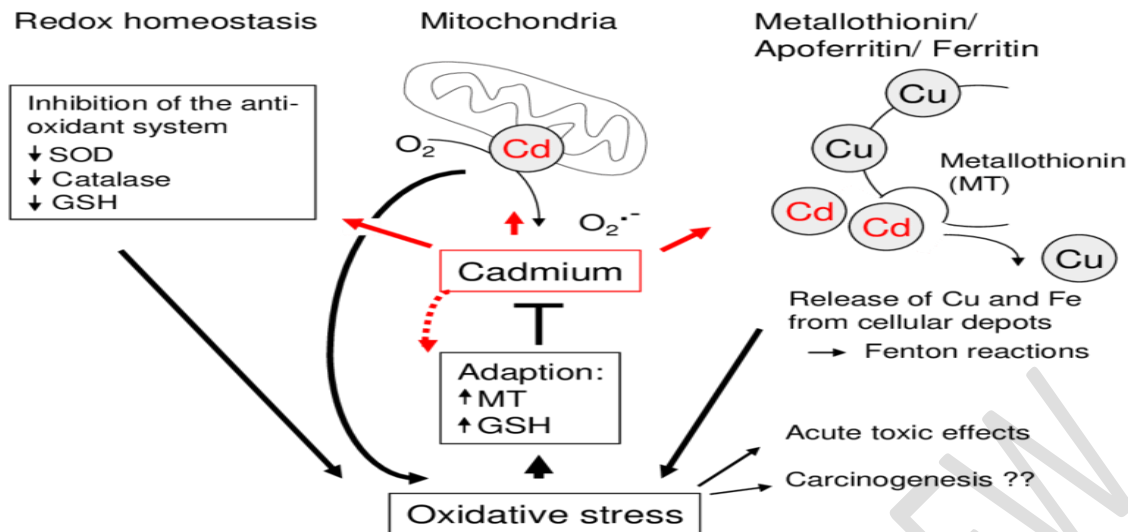 Redox homeostasis
Inhibition of the anti-
oxidant system
↓ SOD
↓ Catalase
↓ GSH
Mitochondria
O₂
Cd
O₂·⁻
Metallothionin/
Apoferritin/ Ferritin
Cu
Cu
Metallothionin
(MT)
Cd
Cd
Cu
Release of Cu and Fe
from cellular depots
→ Fenton reactions
Cadmium
Adaption:
↑ MT
↑ GSH
Oxidative stress
Acute toxic effects
Carcinogenesis ??